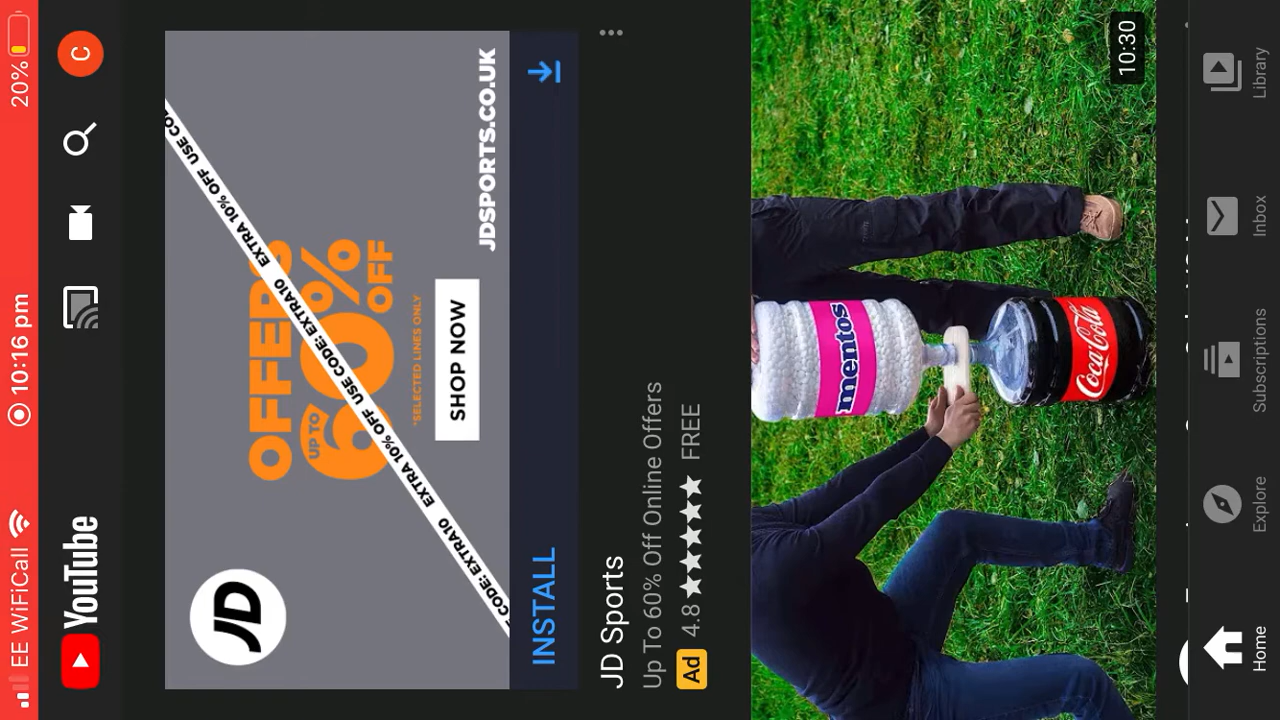 EE WiFiCall 10:16 pm 20%
YouTube
C
JD
OFFERS
UP TO
60%
OFF
*SELECTED LINES ONLY
SHOP NOW
JDSPORTS.CO.UK
CODE: EXTRA10 EXTRA 10% OFF USE CODE: EXTRA10 EXTRA 10% OFF USE
INSTALL
JD Sports
Up To 60% Off Online Offers
Ad 4.8 FREE
mentos
Coca-Cola
10:30
Home
Explore
Subscriptions
Inbox
Library